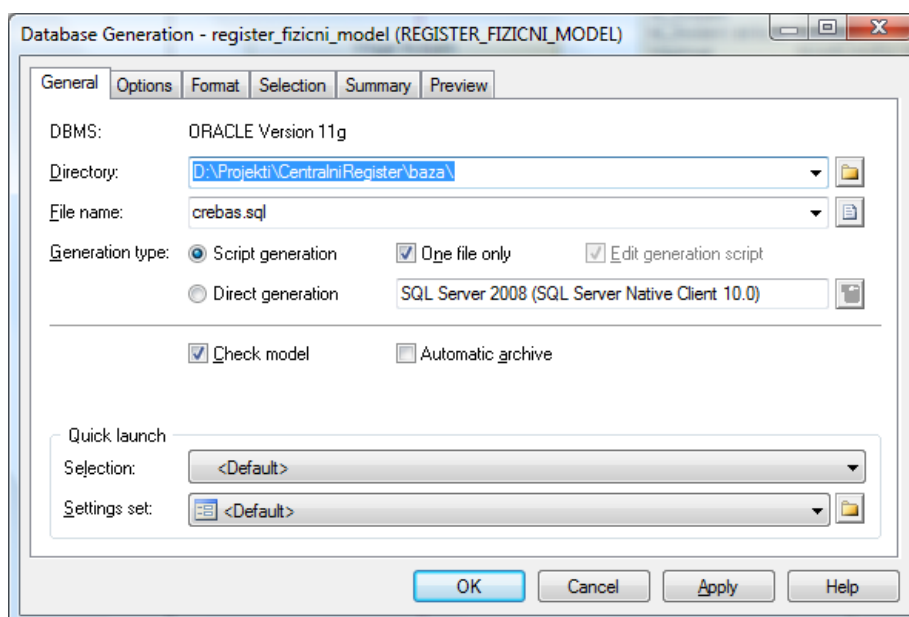 Database Generation - register_fizicni_model (REGISTER_FIZICNI_MODEL)
General Options Format Selection Summary Preview
DBMS: ORACLE Version 11g
Directory: D:\Projekti\CentralniRegister\baza\
File name: crebas.sql
Generation type: Script generation One file only Edit generation script
Direct generation SQL Server 2008 (SQL Server Native Client 10.0)
Check model Automatic archive
Quick launch
Selection: <Default>
Settings set: <Default>
OK Cancel Apply Help